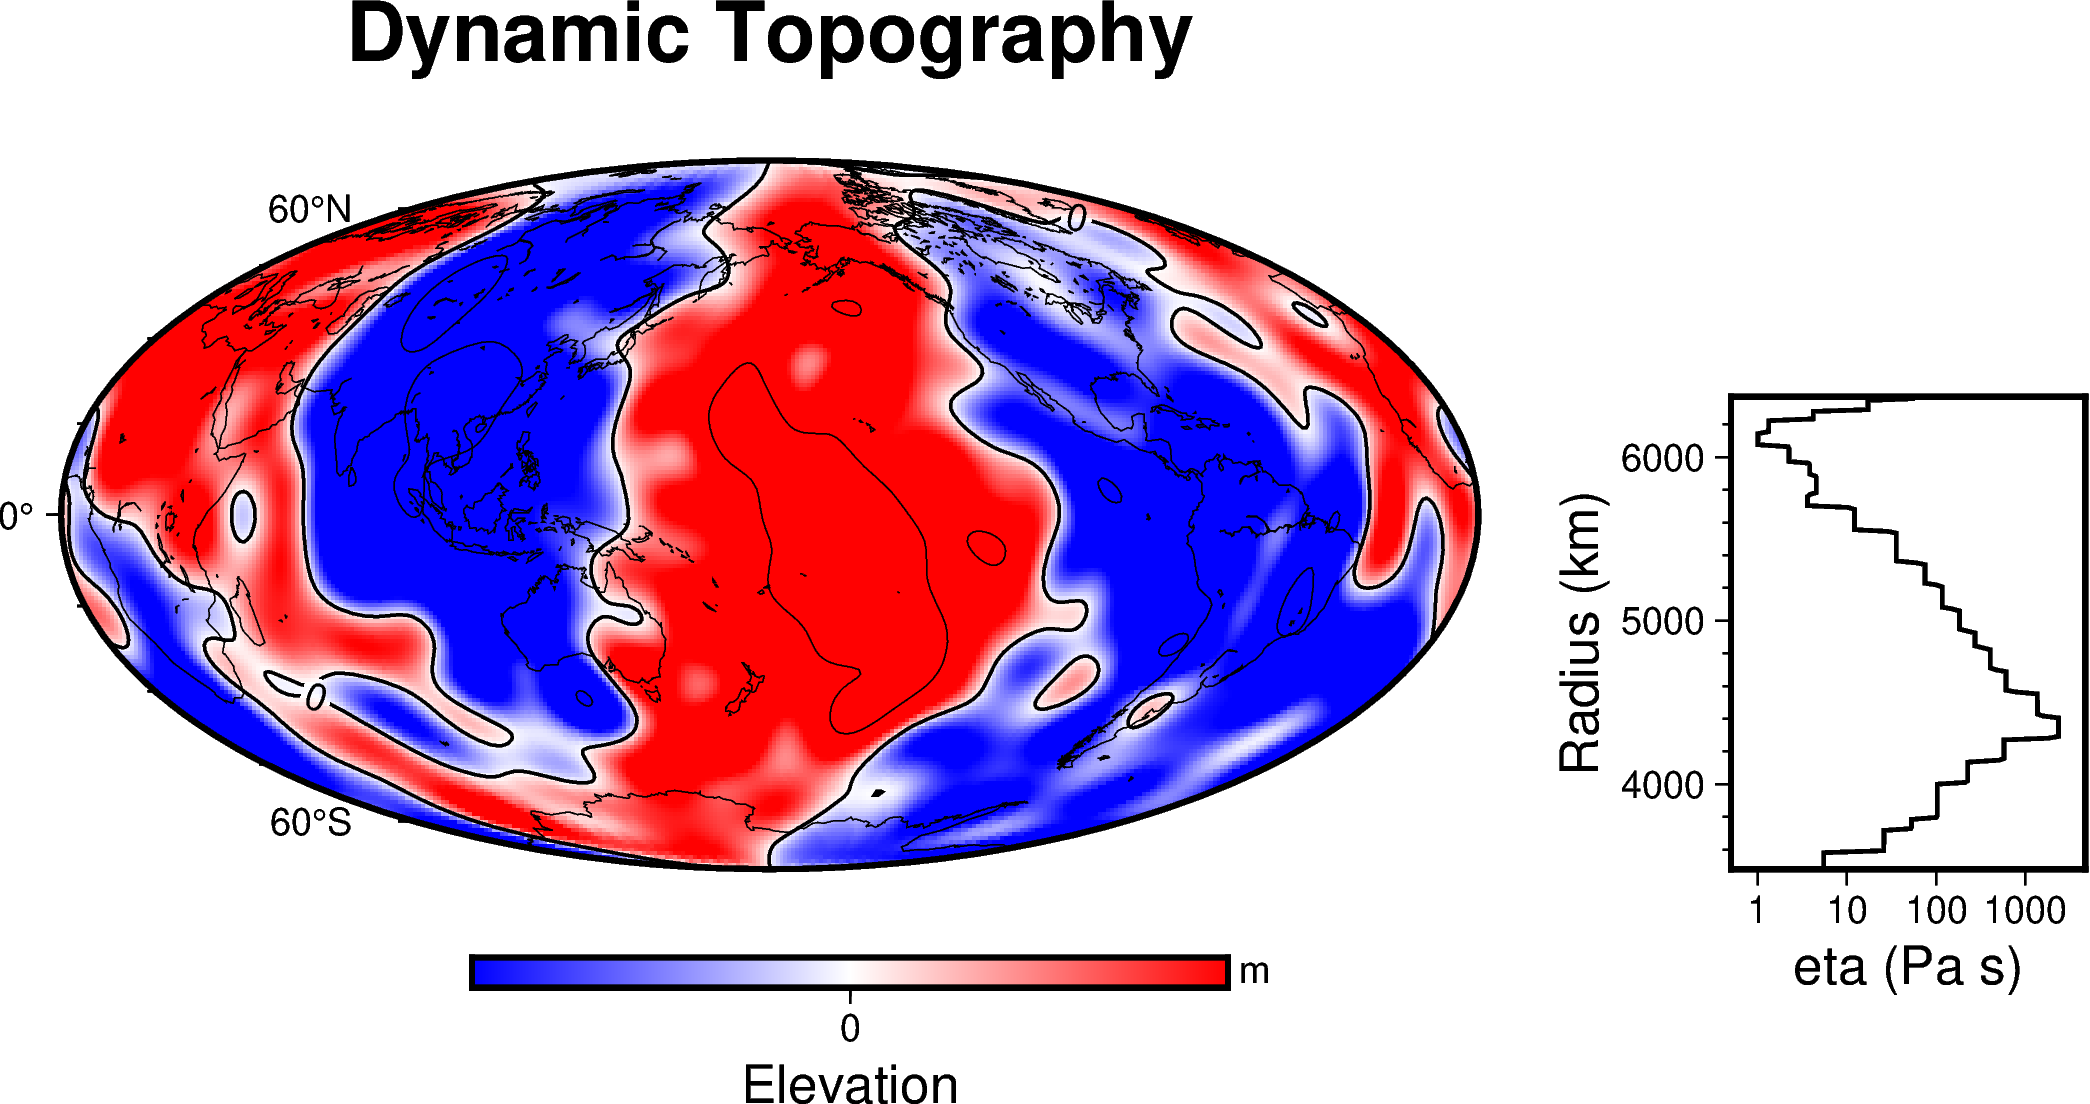 Dynamic Topography
60°N
0
0°
0
60°S
m
0
Elevation
Radius (km)
6000
5000
4000
1 10 100 1000
eta (Pa s)